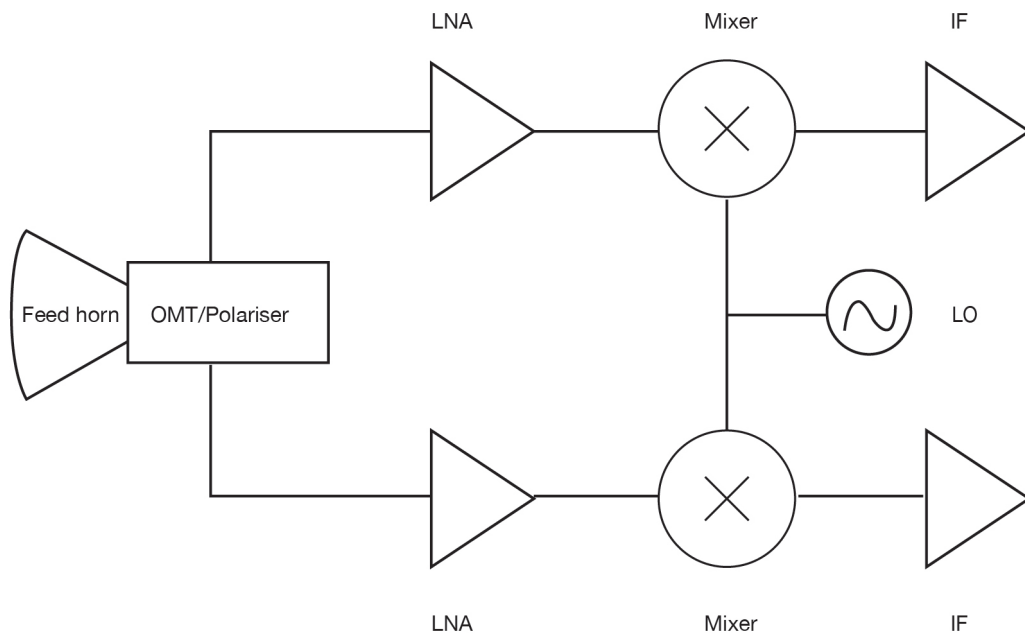 LNA
Mixer
IF
Feed horn
OMT/Polariser
LO
LNA
Mixer
IF